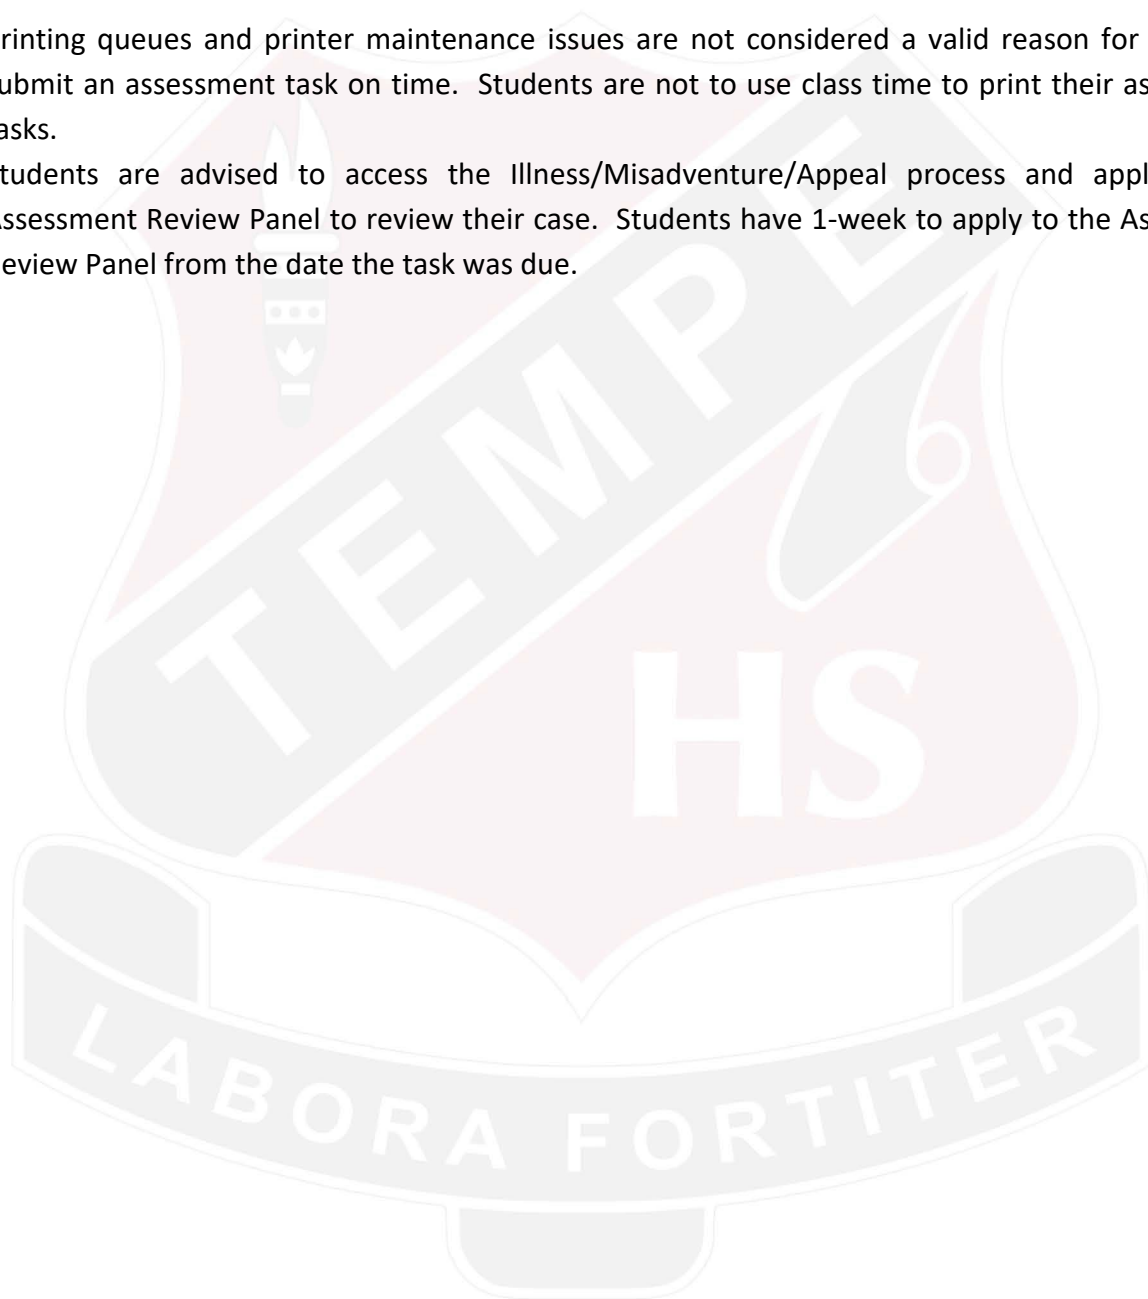 rinting queues and printer maintenance issues are not considered a valid reason for
ubmit an assessment task on time. Students are not to use class time to print their as
asks.
tudents are advised to access the Illness/Misadventure/Appeal process and appl
ssessment Review Panel to review their case. Students have 1-week to apply to the As
eview Panel from the date the task was due.
TEMPE
HS
LABORA FORTITER